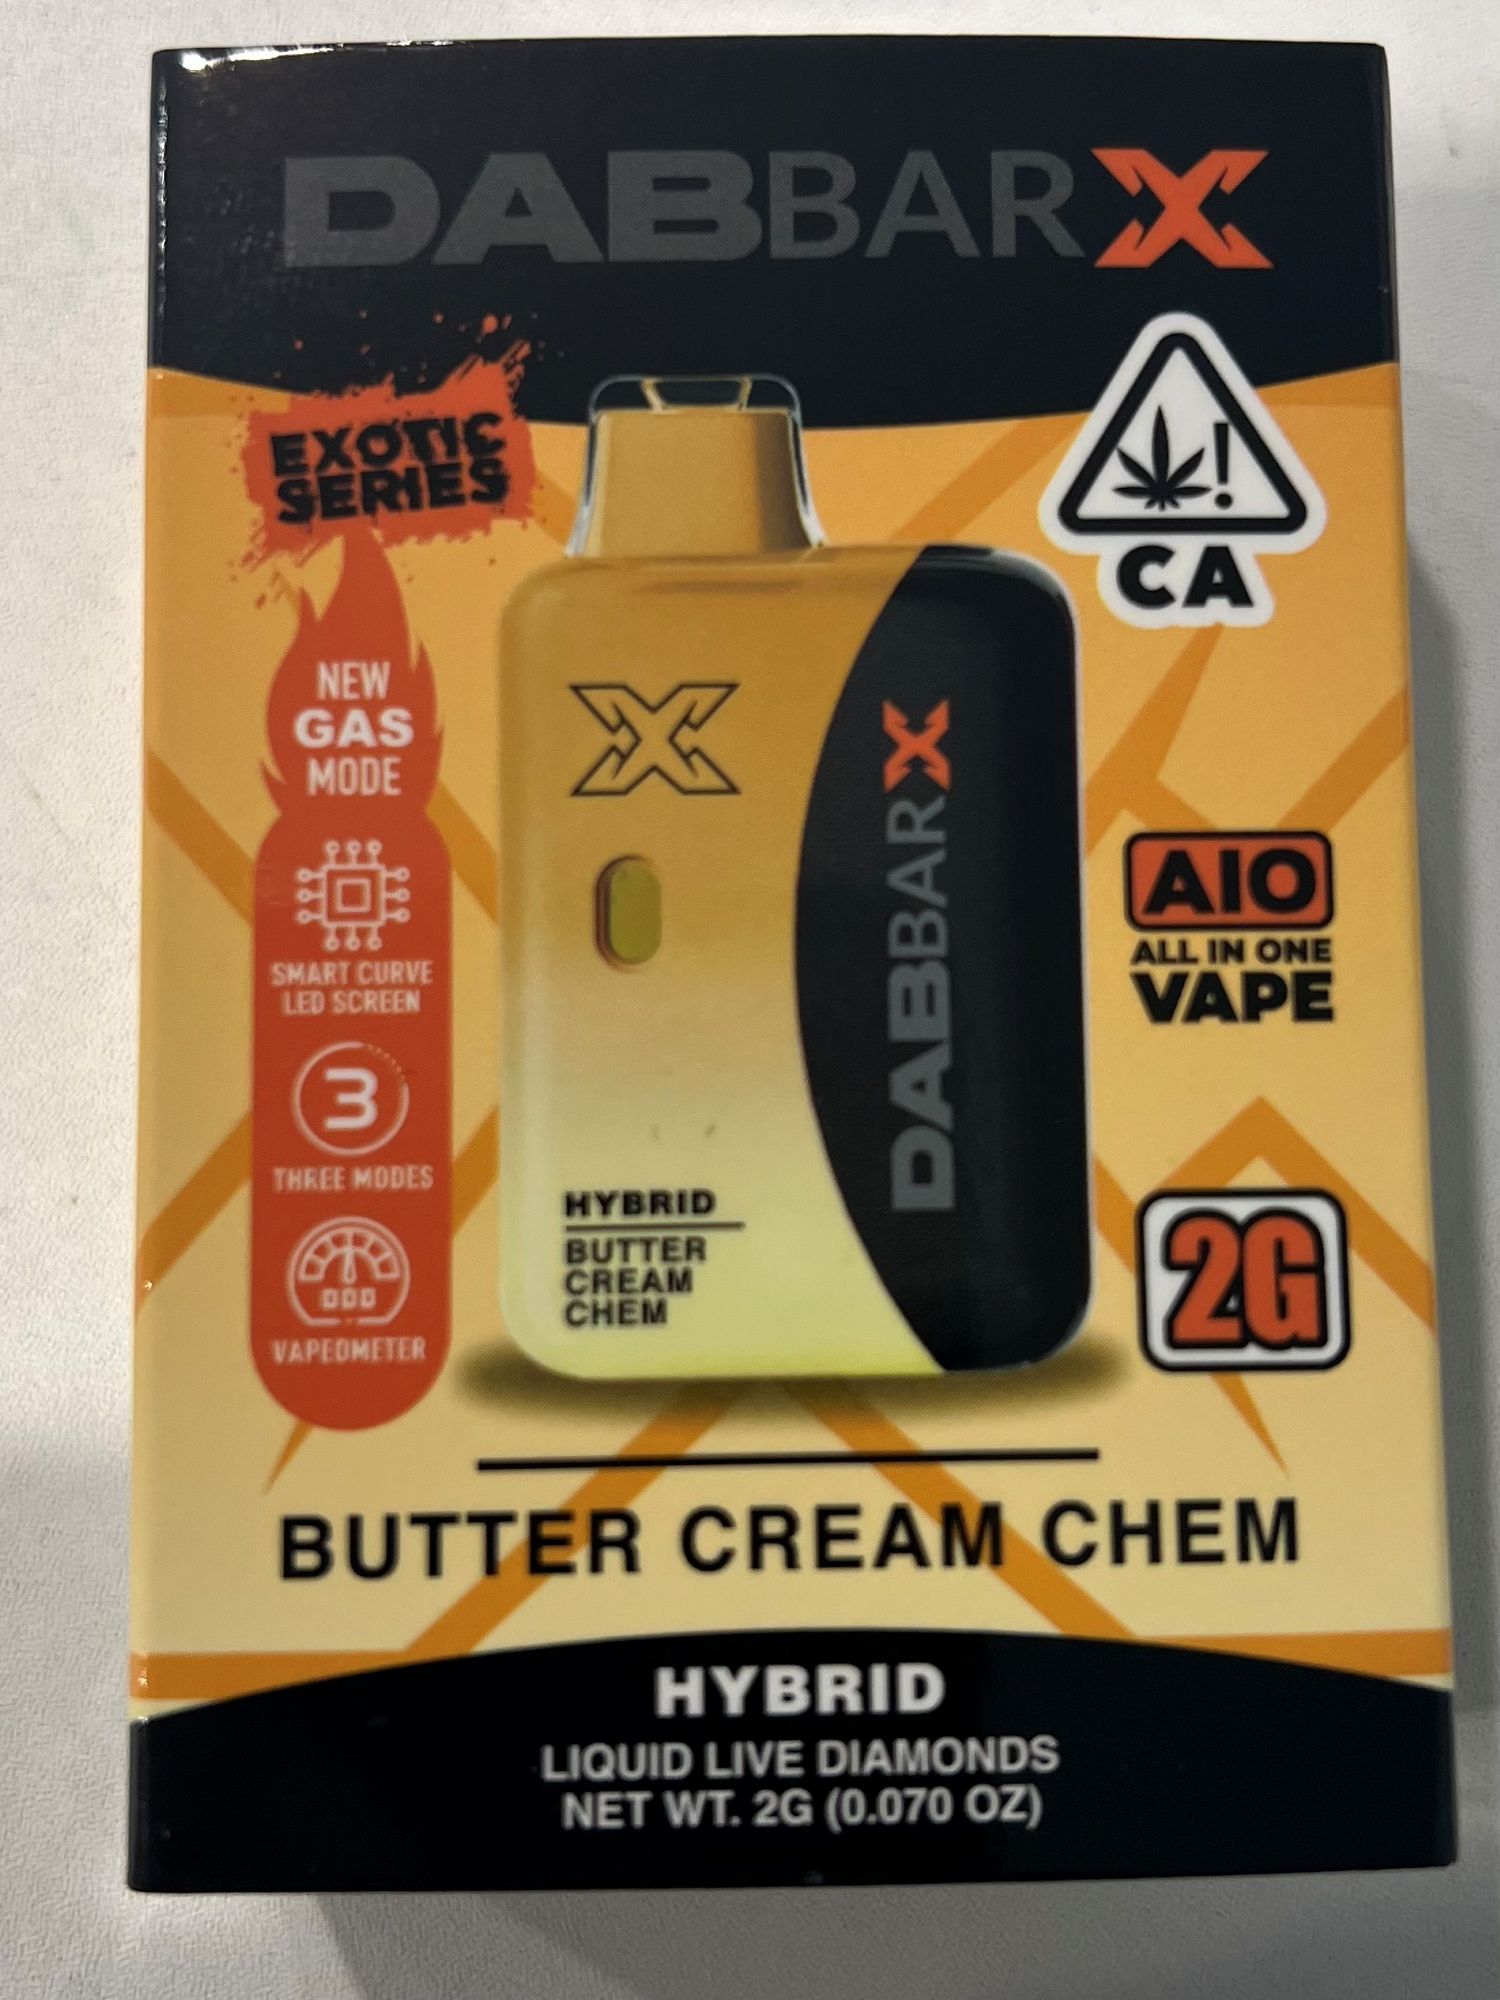 DABBARX
EXOTIC
SERIES
!
CA
NEW
GAS
MODE
SMART CURVE
LED SCREEN
3
THREE MODES
000
VAPEOMETER
X
DABBARX
HYBRID
BUTTER
CREAM
CHEM
AIO
ALL IN ONE
VAPE
2G
BUTTER CREAM CHEM
HYBRID
LIQUID LIVE DIAMONDS
NET WT. 2G (0.070 OZ)